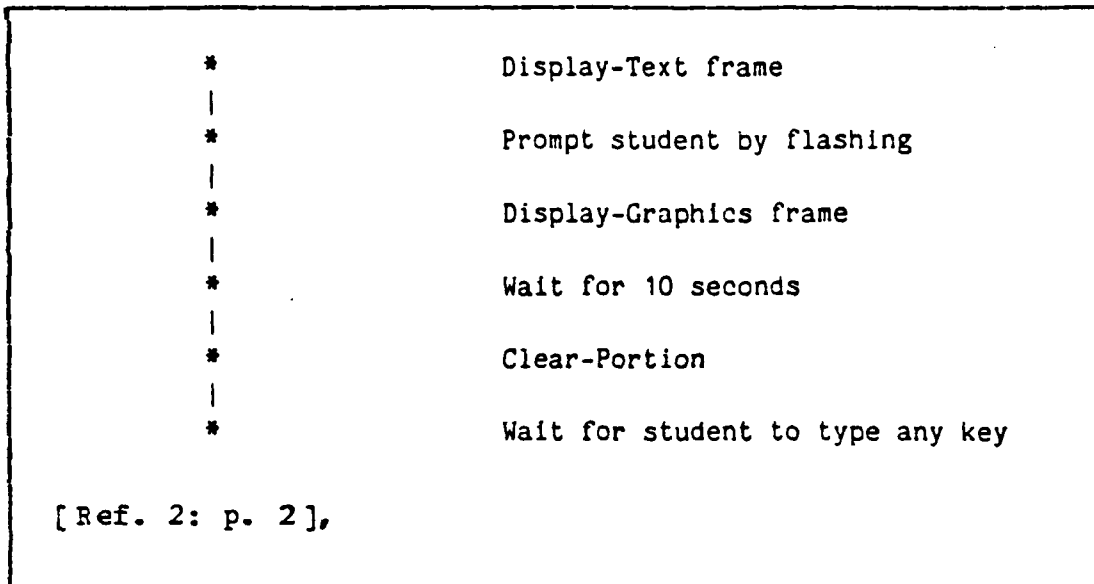 * Display-Text frame
|
* Prompt student by flashing
|
* Display-Graphics frame
|
* Wait for 10 seconds
|
* Clear-Portion
|
* Wait for student to type any key
[Ref. 2: p. 2],